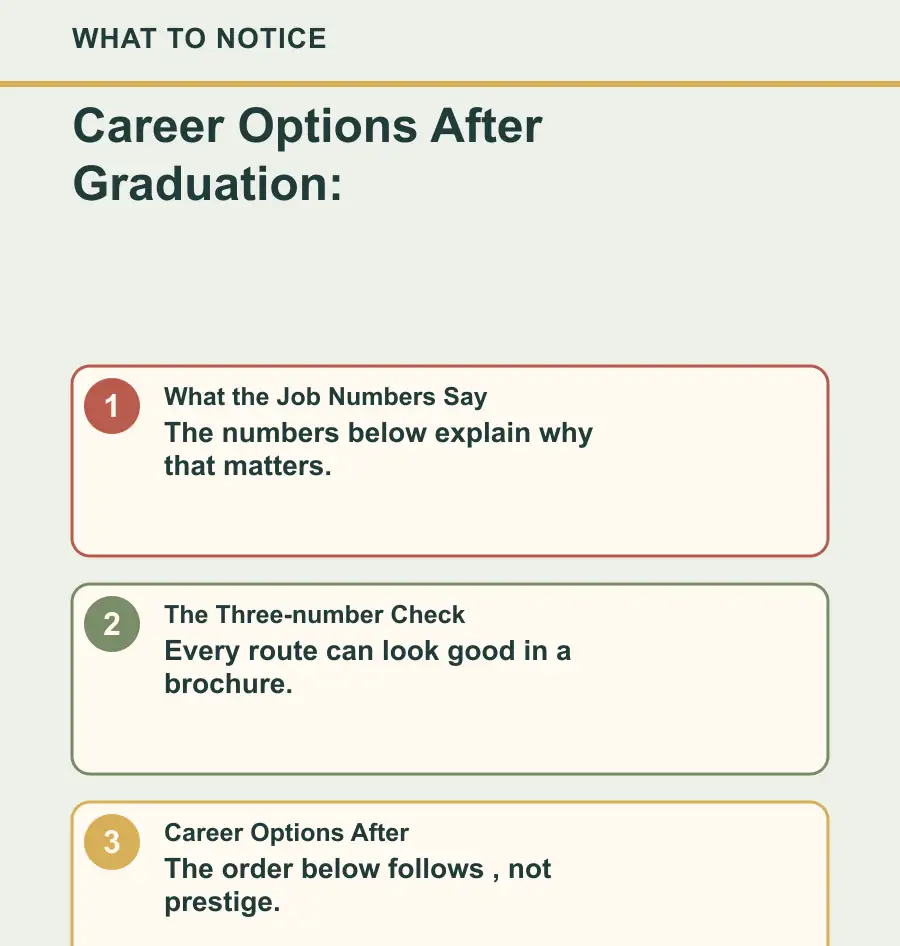 WHAT TO NOTICE
Career Options After
Graduation:
1
What the Job Numbers Say
The numbers below explain why
that matters.
2
The Three-number Check
Every route can look good in a
brochure.
3
Career Options After
The order below follows , not
prestige.